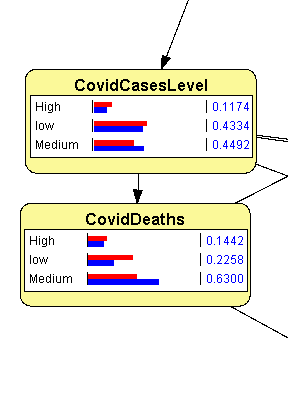 CovidCasesLevel
High 0.1174
low 0.4334
Medium 0.4492
CovidDeaths
High 0.1442
low 0.2258
Medium 0.6300